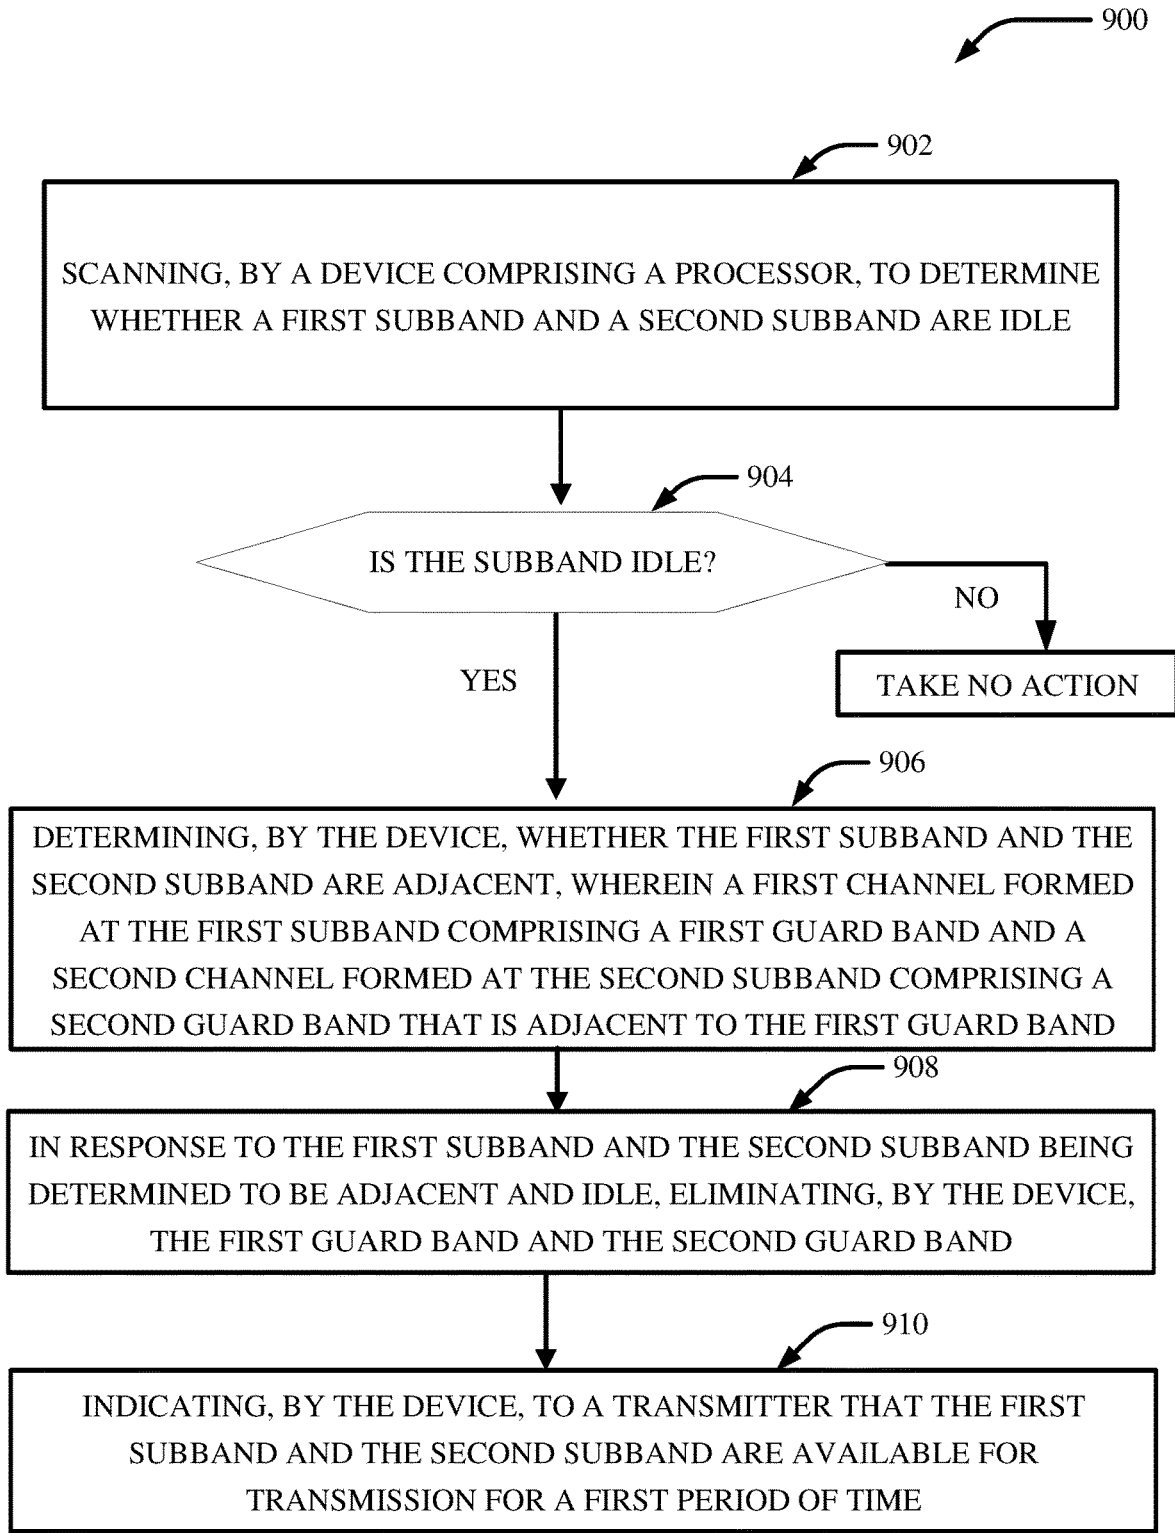 900
902
SCANNING, BY A DEVICE COMPRISING A PROCESSOR, TO DETERMINE
WHETHER A FIRST SUBBAND AND A SECOND SUBBAND ARE IDLE
904
IS THE SUBBAND IDLE?
NO
YES
TAKE NO ACTION
906
DETERMINING, BY THE DEVICE, WHETHER THE FIRST SUBBAND AND THE
SECOND SUBBAND ARE ADJACENT, WHEREIN A FIRST CHANNEL FORMED
AT THE FIRST SUBBAND COMPRISING A FIRST GUARD BAND AND A
SECOND CHANNEL FORMED AT THE SECOND SUBBAND COMPRISING A
SECOND GUARD BAND THAT IS ADJACENT TO THE FIRST GUARD BAND
908
IN RESPONSE TO THE FIRST SUBBAND AND THE SECOND SUBBAND BEING
DETERMINED TO BE ADJACENT AND IDLE, ELIMINATING, BY THE DEVICE,
THE FIRST GUARD BAND AND THE SECOND GUARD BAND
910
INDICATING, BY THE DEVICE, TO A TRANSMITTER THAT THE FIRST
SUBBAND AND THE SECOND SUBBAND ARE AVAILABLE FOR
TRANSMISSION FOR A FIRST PERIOD OF TIME